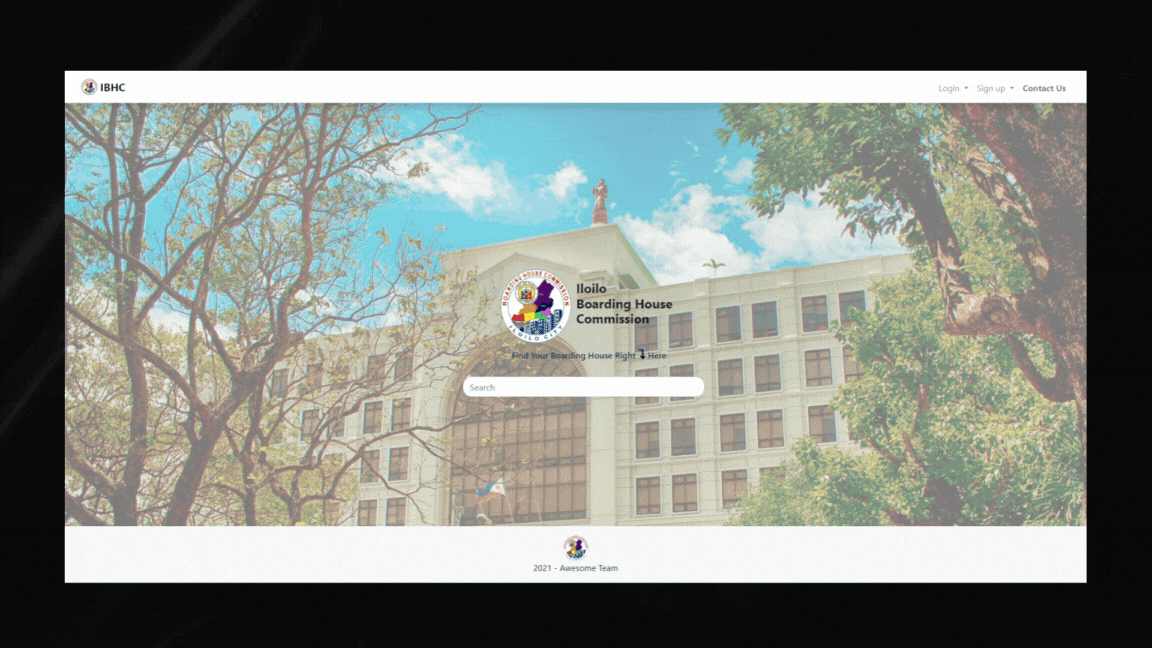 IBHC
Login
Sign up
Contact Us
BOARDING HOUSE COMMISSION
ILOILO CITY
Iloilo
Boarding House
Commission
Find Your Boarding House Right Here
Search
2021 - Awesome Team